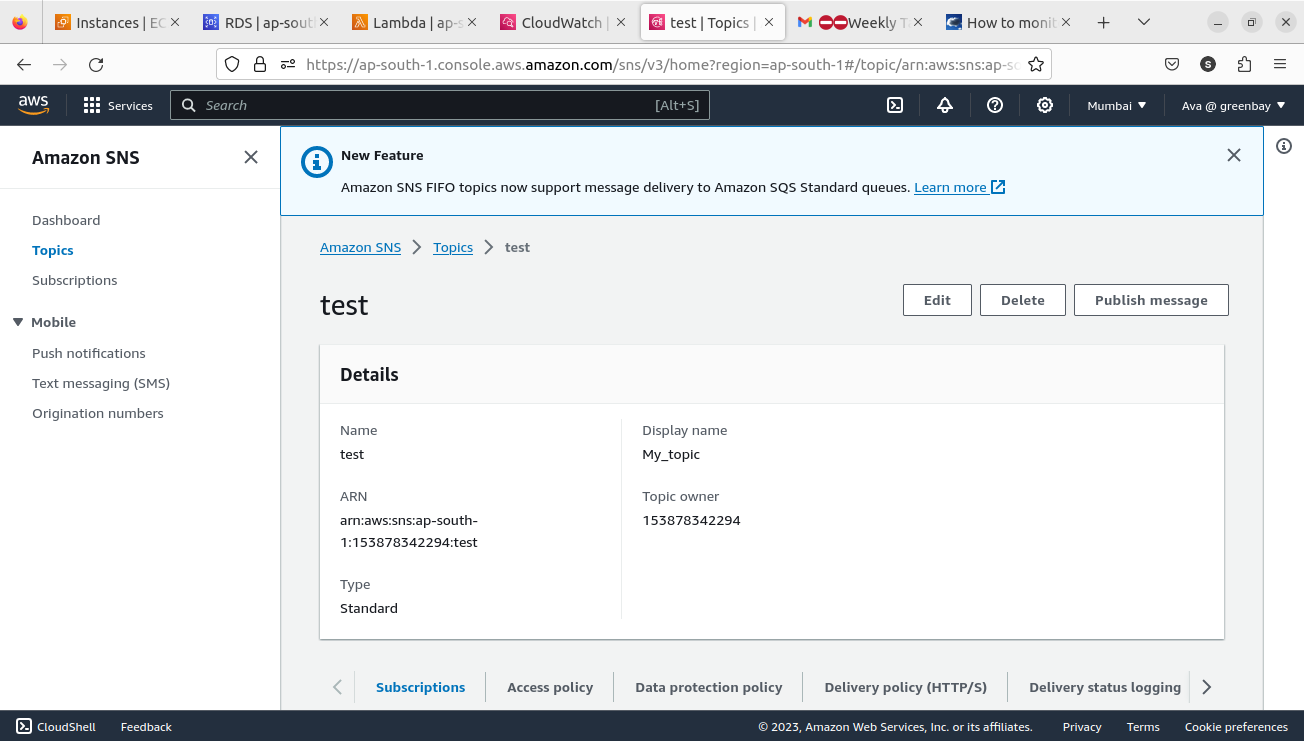 Instances | EC
RDS | ap-sout
Lambda | ap-s
CloudWatch |
test | Topics |
Weekly T
How to monit
https://ap-south-1.console.aws.amazon.com/sns/v3/home?region=ap-south-1#/topic/arn:aws:sns:ap-so
S
aws
Services
Search
[Alt+S]
Mumbai
Ava @ greenbay
Amazon SNS
Dashboard
Topics
Subscriptions
Mobile
Push notifications
Text messaging (SMS)
Origination numbers
New Feature
Amazon SNS FIFO topics now support message delivery to Amazon SQS Standard queues. Learn more
Amazon SNS > Topics > test
test
Edit
Delete
Publish message
Details
Name
test
ARN
arn:aws:sns:ap-south-
1:153878342294:test
Type
Standard
Display name
My_topic
Topic owner
153878342294
Subscriptions
Access policy
Data protection policy
Delivery policy (HTTP/S)
Delivery status logging
CloudShell
Feedback
© 2023, Amazon Web Services, Inc. or its affiliates.
Privacy
Terms
Cookie preferences